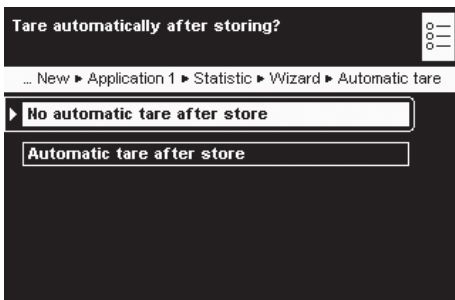 Tare automatically after storing?
... New ▸ Application 1 ▸ Statistic ▸ Wizard ▸ Automatic tare
No automatic tare after store
Automatic tare after store